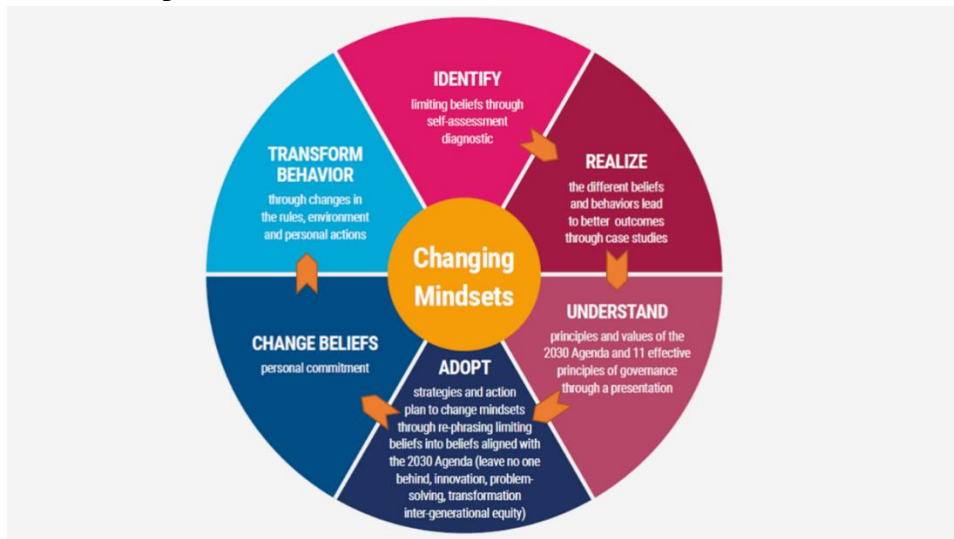 IDENTIFY
limiting beliefs through
self-assessment
diagnostic
REALIZE
the different beliefs
and behaviors lead
to better outcomes
through case studies
UNDERSTAND
principles and values of the
2030 Agenda and 11 effective
principles of governance
through a presentation
ADOPT
strategies and action
plan to change mindsets
through re-phrasing limiting
beliefs into beliefs aligned with
the 2030 Agenda (leave no one
behind, innovation, problem-
solving, transformation
inter-generational equity)
CHANGE BELIEFS
personal commitment
TRANSFORM
BEHAVIOR
through changes in
the rules, environment
and personal actions
Changing
Mindsets